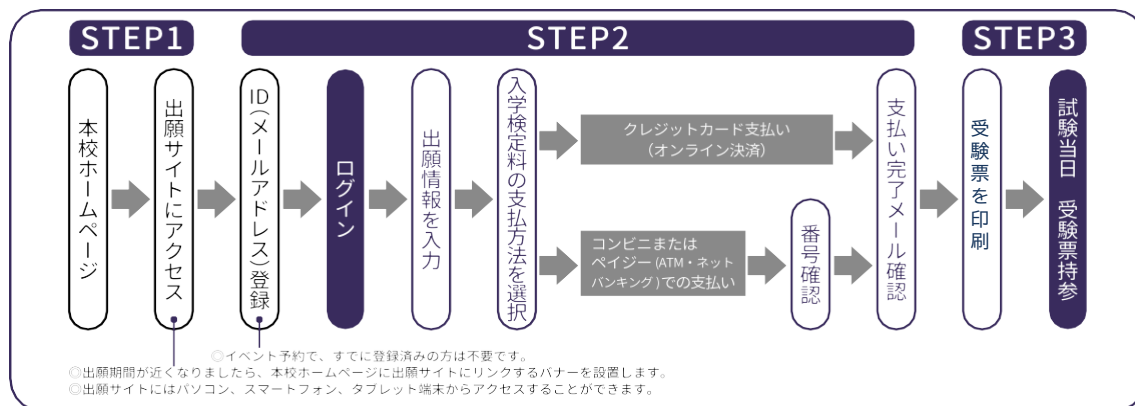 STEP1
STEP2
STEP3
本校ホームページ
出願サイトにアクセス
ID(メールアドレス)登録
ログイン
出願情報を入力
入学検定料の支払方法を選択
クレジットカード支払い
(オンライン決済)
コンビニまたは
ペイジー(ATM・ネット
バンキング)での支払い
番号確認
支払い完了メール確認
受験票を印刷
試験当日 受験票持参
◎イベント予約で、すでに登録済みの方は不要です。
◎出願期間が近くなりましたら、本校ホームページに出願サイトにリンクするバナーを設置します。
◎出願サイトにはパソコン、スマートフォン、タブレット端末からアクセスすることができます。